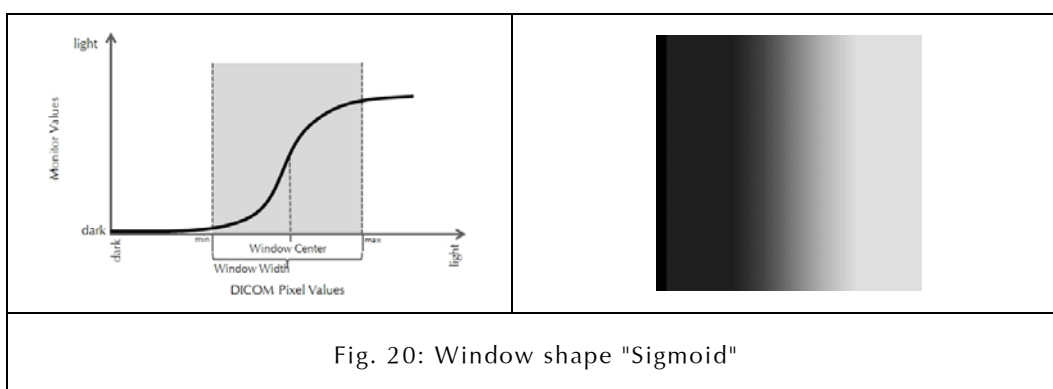 light
Monitor Values
dark
dark
min
max
light
Window Center
Window Width
DICOM Pixel Values
Fig. 20: Window shape "Sigmoid"